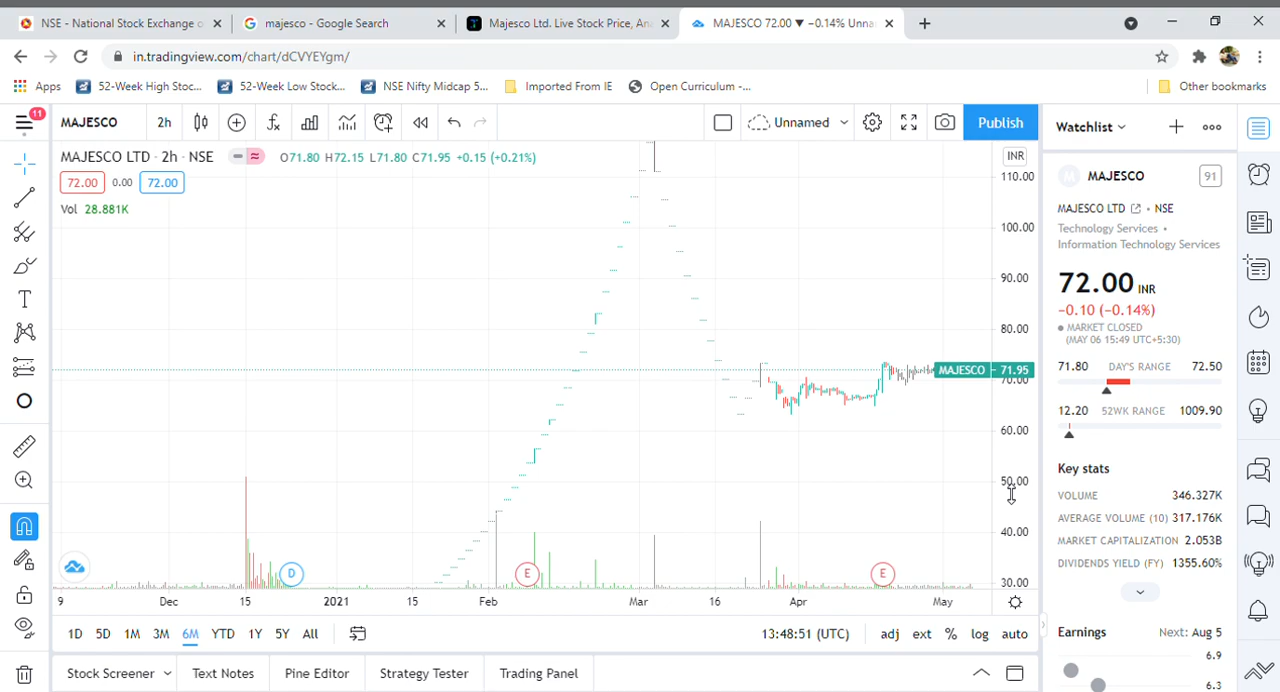 NSE - National Stock Exchange o
majesco - Google Search
Majesco Ltd. Live Stock Price, An
MAJESCO 72.00 ▼ −0.14% Unna
in.tradingview.com/chart/dCVYEYgm/
Apps
52-Week High Stoc...
52-Week Low Stock...
NSE Nifty Midcap 5...
Imported From IE
Open Curriculum -...
Other bookmarks
11
MAJESCO
2h
Unnamed
Publish
Watchlist
MAJESCO LTD · 2h · NSE
O71.80 H72.15 L71.80 C71.95 +0.15 (+0.21%)
72.00 0.00 72.00
Vol 28.881K
INR
110.00
100.00
90.00
80.00
MAJESCO 71.95
70.00
60.00
50.00
40.00
30.00
D
E
E
9 Dec 15 2021 15 Feb Mar 16 Apr May
1D 5D 1M 3M 6M YTD 1Y 5Y All
13:48:51 (UTC)
adj ext % log auto
Stock Screener
Text Notes
Pine Editor
Strategy Tester
Trading Panel
M MAJESCO 91
MAJESCO LTD • NSE
Technology Services •
Information Technology Services
72.00 INR
−0.10 (−0.14%)
● MARKET CLOSED
(MAY 06 15:49 UTC+5:30)
71.80 DAY'S RANGE 72.50
12.20 52WK RANGE 1009.90
Key stats
VOLUME 346.327K
AVERAGE VOLUME (10) 317.176K
MARKET CAPITALIZATION 2.053B
DIVIDENDS YIELD (FY) 1355.60%
Earnings Next: Aug 5
6.9
6.3